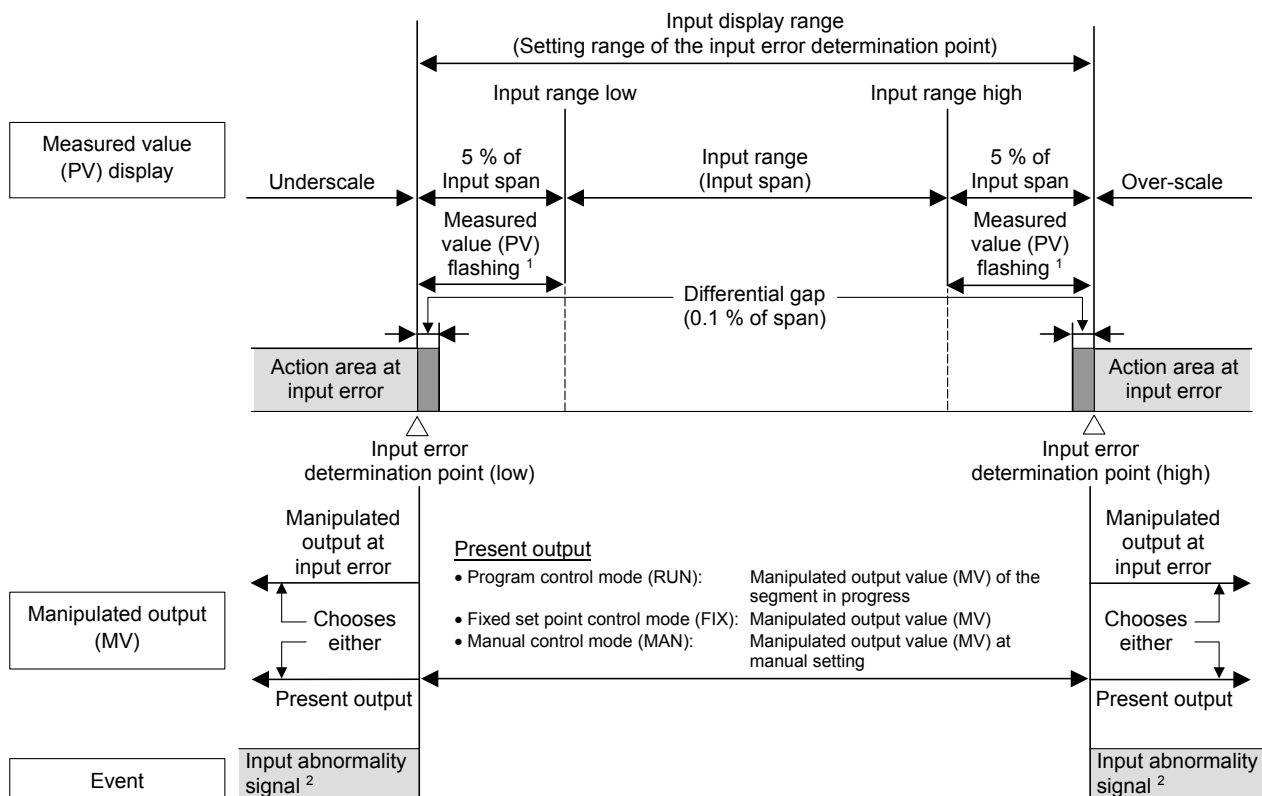 Input display range
(Setting range of the input error determination point)
Input range low
Input range high
Measured value
(PV) display
Underscale
5 % of
Input span
Input range
(Input span)
5 % of
Input span
Over-scale
Measured
value (PV)
flashing 1
Measured
value (PV)
flashing 1
Differential gap
(0.1 % of span)
Action area at
input error
Action area at
input error
Input error
determination point (low)
Input error
determination point (high)
Manipulated output
(MV)
Manipulated
output at
input error
Chooses
either
Present output
Present output
• Program control mode (RUN): Manipulated output value (MV) of the
segment in progress
• Fixed set point control mode (FIX): Manipulated output value (MV)
• Manual control mode (MAN): Manipulated output value (MV) at
manual setting
Manipulated
output at
input error
Chooses
either
Present output
Event
Input abnormality
signal 2
Input abnormality
signal 2